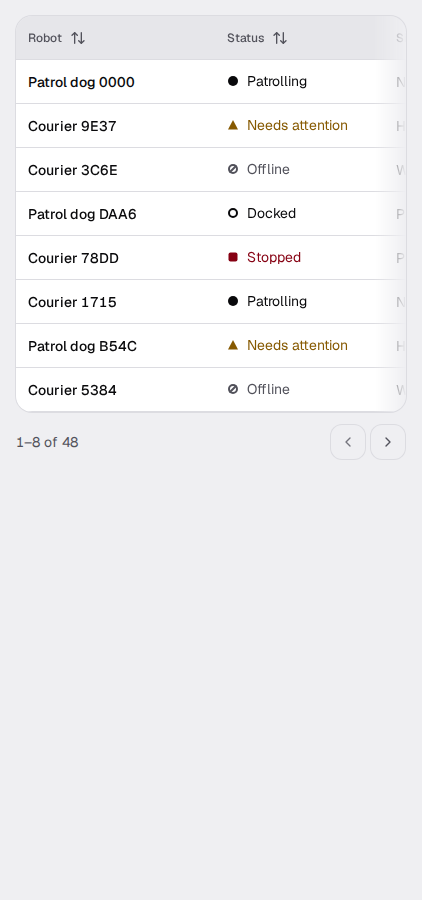 Robot Status S
Patrol dog 0000 Patrolling N
Courier 9E37 Needs attention H
Courier 3C6E Offline W
Patrol dog DAA6 Docked P
Courier 78DD Stopped P
Courier 1715 Patrolling N
Patrol dog B54C Needs attention H
Courier 5384 Offline W
1–8 of 48